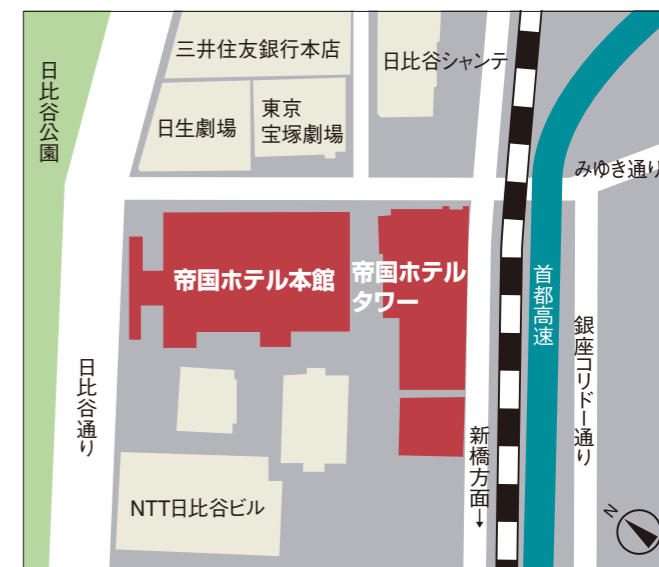 三井住友銀行本店
日比谷シャンテ
日比谷公園
日生劇場
東京
宝塚劇場
みゆき通り
帝国ホテル本館
帝国ホテル
タワー
首都高速
銀座コリドー通り
日比谷通り
新橋方面→
NTT日比谷ビル
N